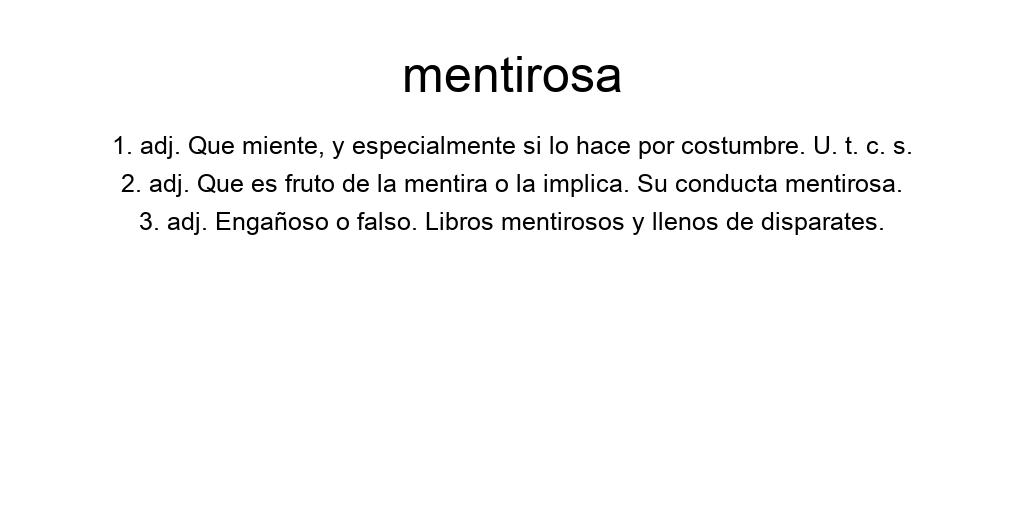 mentirosa
1. adj. Que miente, y especialmente si lo hace por costumbre. U. t. c. s.
2. adj. Que es fruto de la mentira o la implica. Su conducta mentirosa.
3. adj. Engañoso o falso. Libros mentirosos y llenos de disparates.